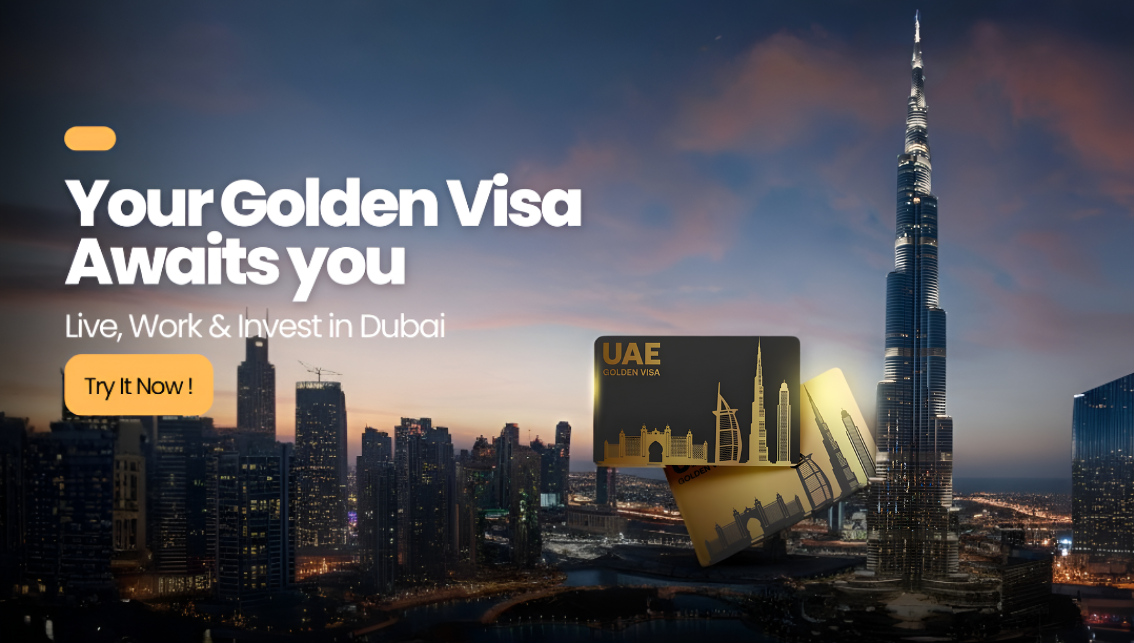 Your Golden Visa
Awaits you
Live, Work & Invest in Dubai
Try It Now !
UAE
GOLDEN VISA